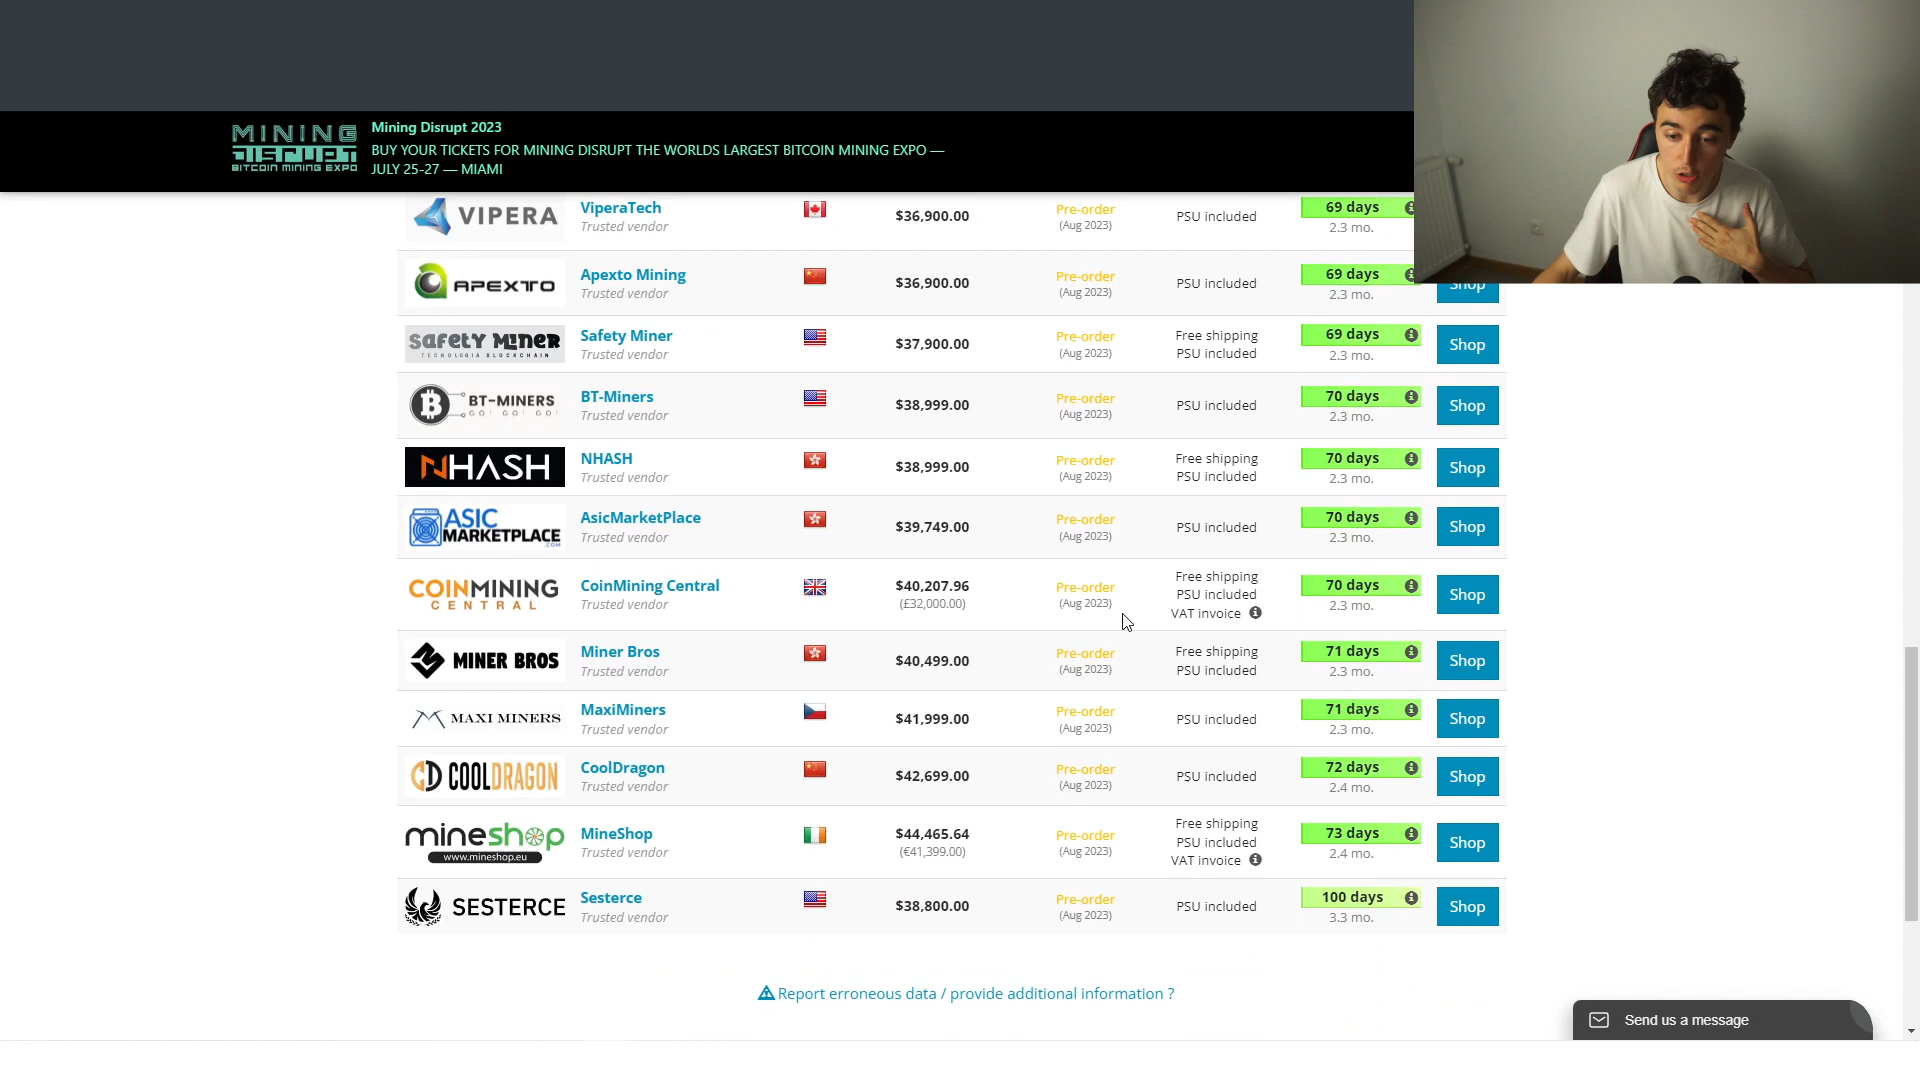 MINING
DISRUPT
BITCOIN MINING EXPO
Mining Disrupt 2023
BUY YOUR TICKETS FOR MINING DISRUPT THE WORLDS LARGEST BITCOIN MINING EXPO —
JULY 25-27 — MIAMI
VIPERA
ViperaTech
Trusted vendor
$36,900.00
Pre-order
(Aug 2023)
PSU included
69 days
2.3 mo.
APEXTO
Apexto Mining
Trusted vendor
$36,900.00
Pre-order
(Aug 2023)
PSU included
69 days
2.3 mo.
Shop
SAFETY MINER
TECNOLOGIA BLOCKCHAIN
Safety Miner
Trusted vendor
$37,900.00
Pre-order
(Aug 2023)
Free shipping
PSU included
69 days
2.3 mo.
Shop
BT-MINERS
GO! GO! GO!
BT-Miners
Trusted vendor
$38,999.00
Pre-order
(Aug 2023)
PSU included
70 days
2.3 mo.
Shop
NHASH
NHASH
Trusted vendor
$38,999.00
Pre-order
(Aug 2023)
Free shipping
PSU included
70 days
2.3 mo.
Shop
ASIC
MARKETPLACE
.COM
AsicMarketPlace
Trusted vendor
$39,749.00
Pre-order
(Aug 2023)
PSU included
70 days
2.3 mo.
Shop
COINMINING
CENTRAL
CoinMining Central
Trusted vendor
$40,207.96
(£32,000.00)
Pre-order
(Aug 2023)
Free shipping
PSU included
VAT invoice
70 days
2.3 mo.
Shop
MINER BROS
Miner Bros
Trusted vendor
$40,499.00
Pre-order
(Aug 2023)
Free shipping
PSU included
71 days
2.3 mo.
Shop
MAXI MINERS
MaxiMiners
Trusted vendor
$41,999.00
Pre-order
(Aug 2023)
PSU included
71 days
2.3 mo.
Shop
COOLDRAGON
CoolDragon
Trusted vendor
$42,699.00
Pre-order
(Aug 2023)
PSU included
72 days
2.4 mo.
Shop
mineshop
www.mineshop.eu
MineShop
Trusted vendor
$44,465.64
(€41,399.00)
Pre-order
(Aug 2023)
Free shipping
PSU included
VAT invoice
73 days
2.4 mo.
Shop
SESTERCE
Sesterce
Trusted vendor
$38,800.00
Pre-order
(Aug 2023)
PSU included
100 days
3.3 mo.
Shop
Report erroneous data / provide additional information ?
Send us a message